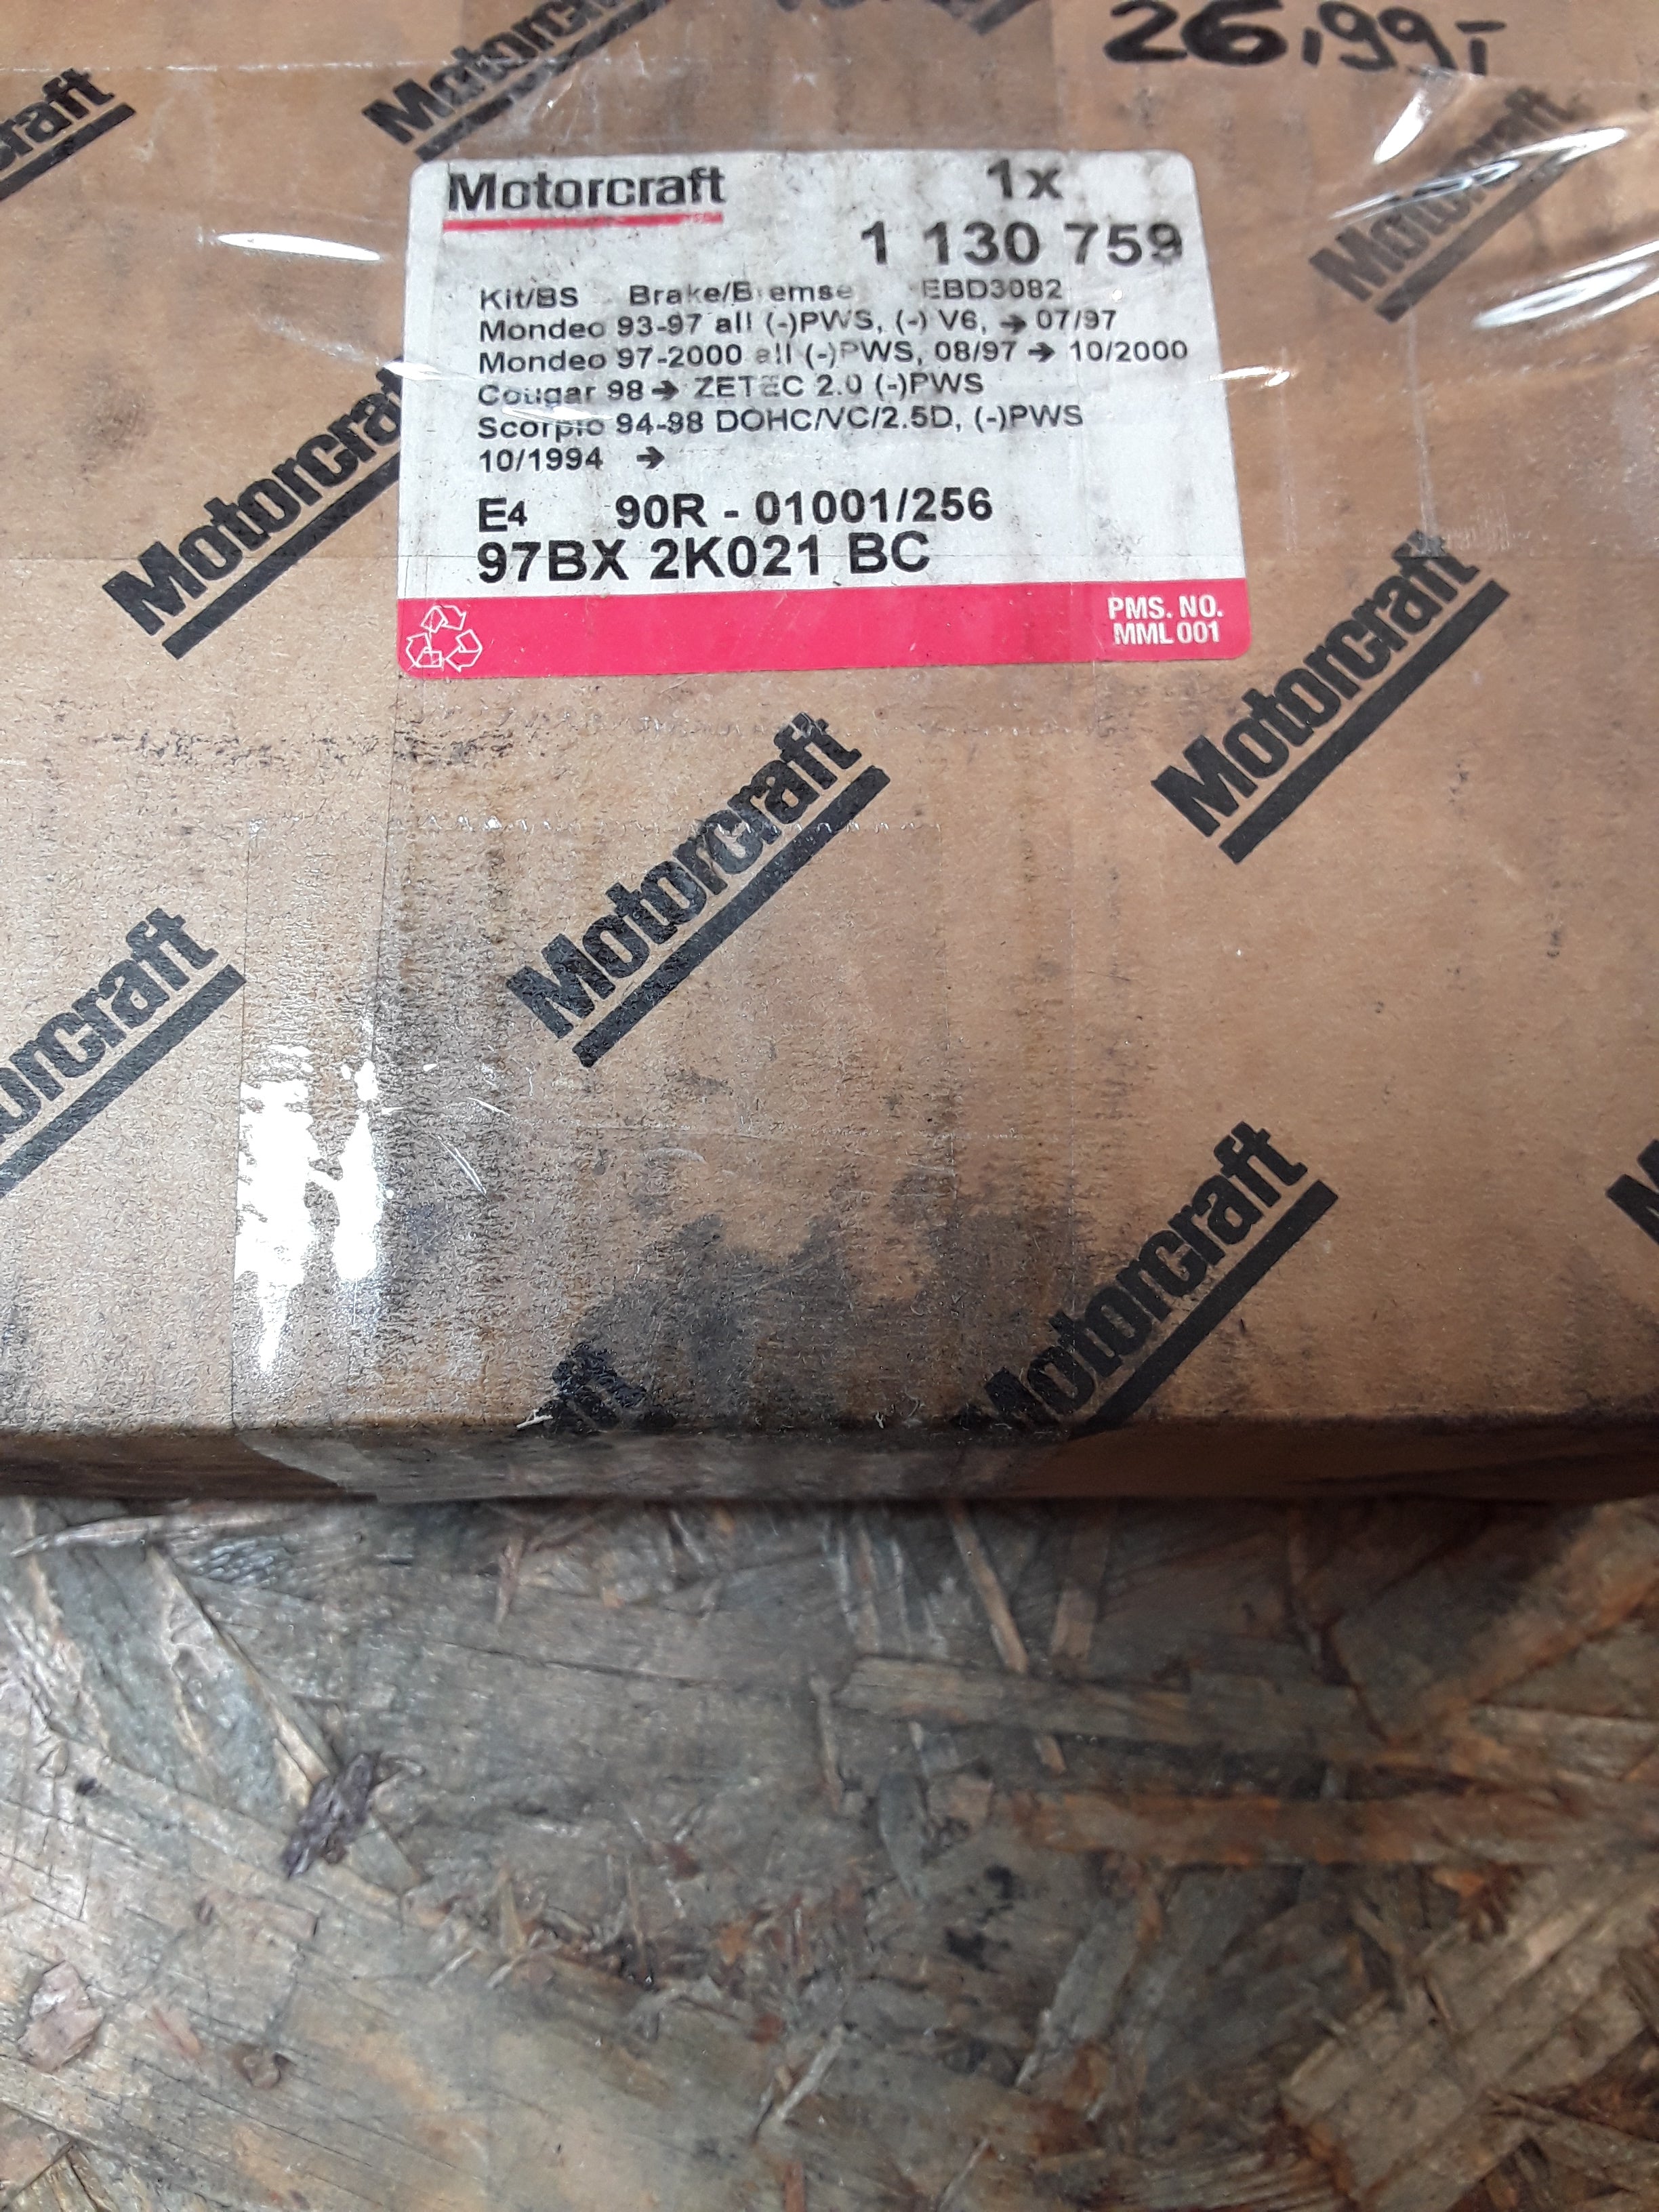 Motorcraft
26,99,-
Motorcraft
Motorcraft
Motorcraft 1x
1 130 759
Kit/BS Brake/Bremse EBD3082
Mondeo 93-97 all (-)PWS, (-) V6, → 07/97
Mondeo 97-2000 all (-)PWS, 08/97 → 10/2000
Cougar 98 → ZETEC 2.0 (-)PWS
Scorpio 94-98 DOHC/VC/2.5D, (-)PWS
10/1994 →
E4 90R - 01001/256
97BX 2K021 BC
PMS. NO.
MML 001
Motorcraft
Motorcraft
Motorcraft
Motorcraft
Motorcraft